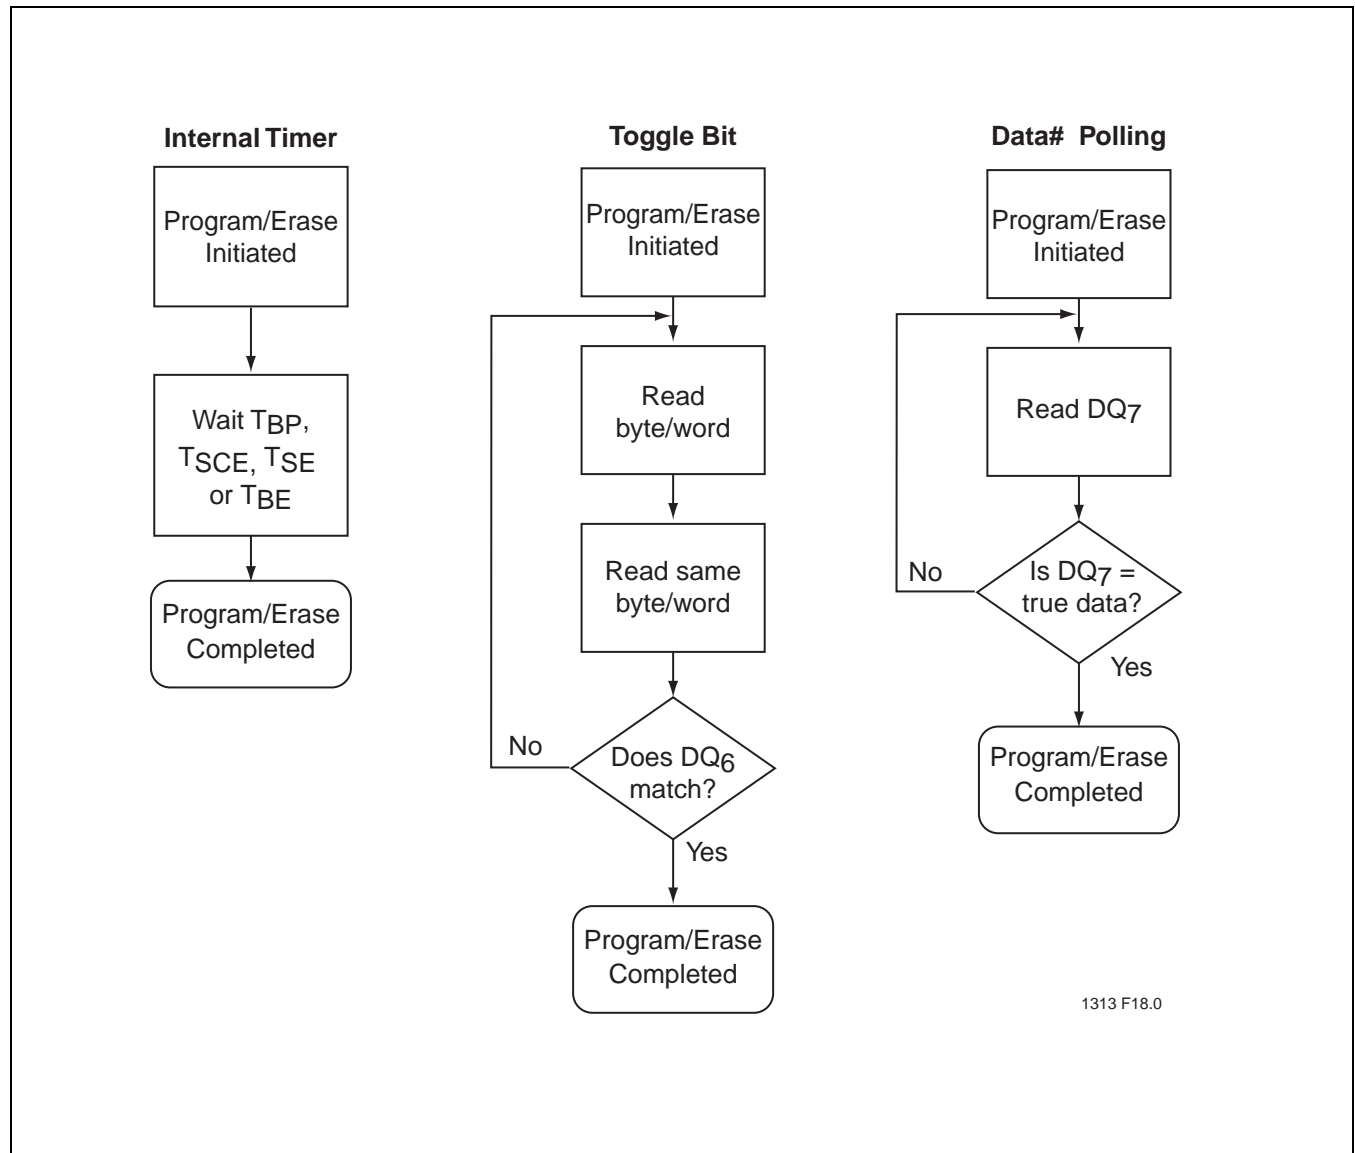 Internal Timer
Program/Erase
Initiated
Wait TBP,
TSCE, TSE
or TBE
Program/Erase
Completed
Toggle Bit
Program/Erase
Initiated
Read
byte/word
Read same
byte/word
Does DQ6
match?
No
Yes
Program/Erase
Completed
Data# Polling
Program/Erase
Initiated
Read DQ7
Is DQ7 =
true data?
No
Yes
Program/Erase
Completed
1313 F18.0